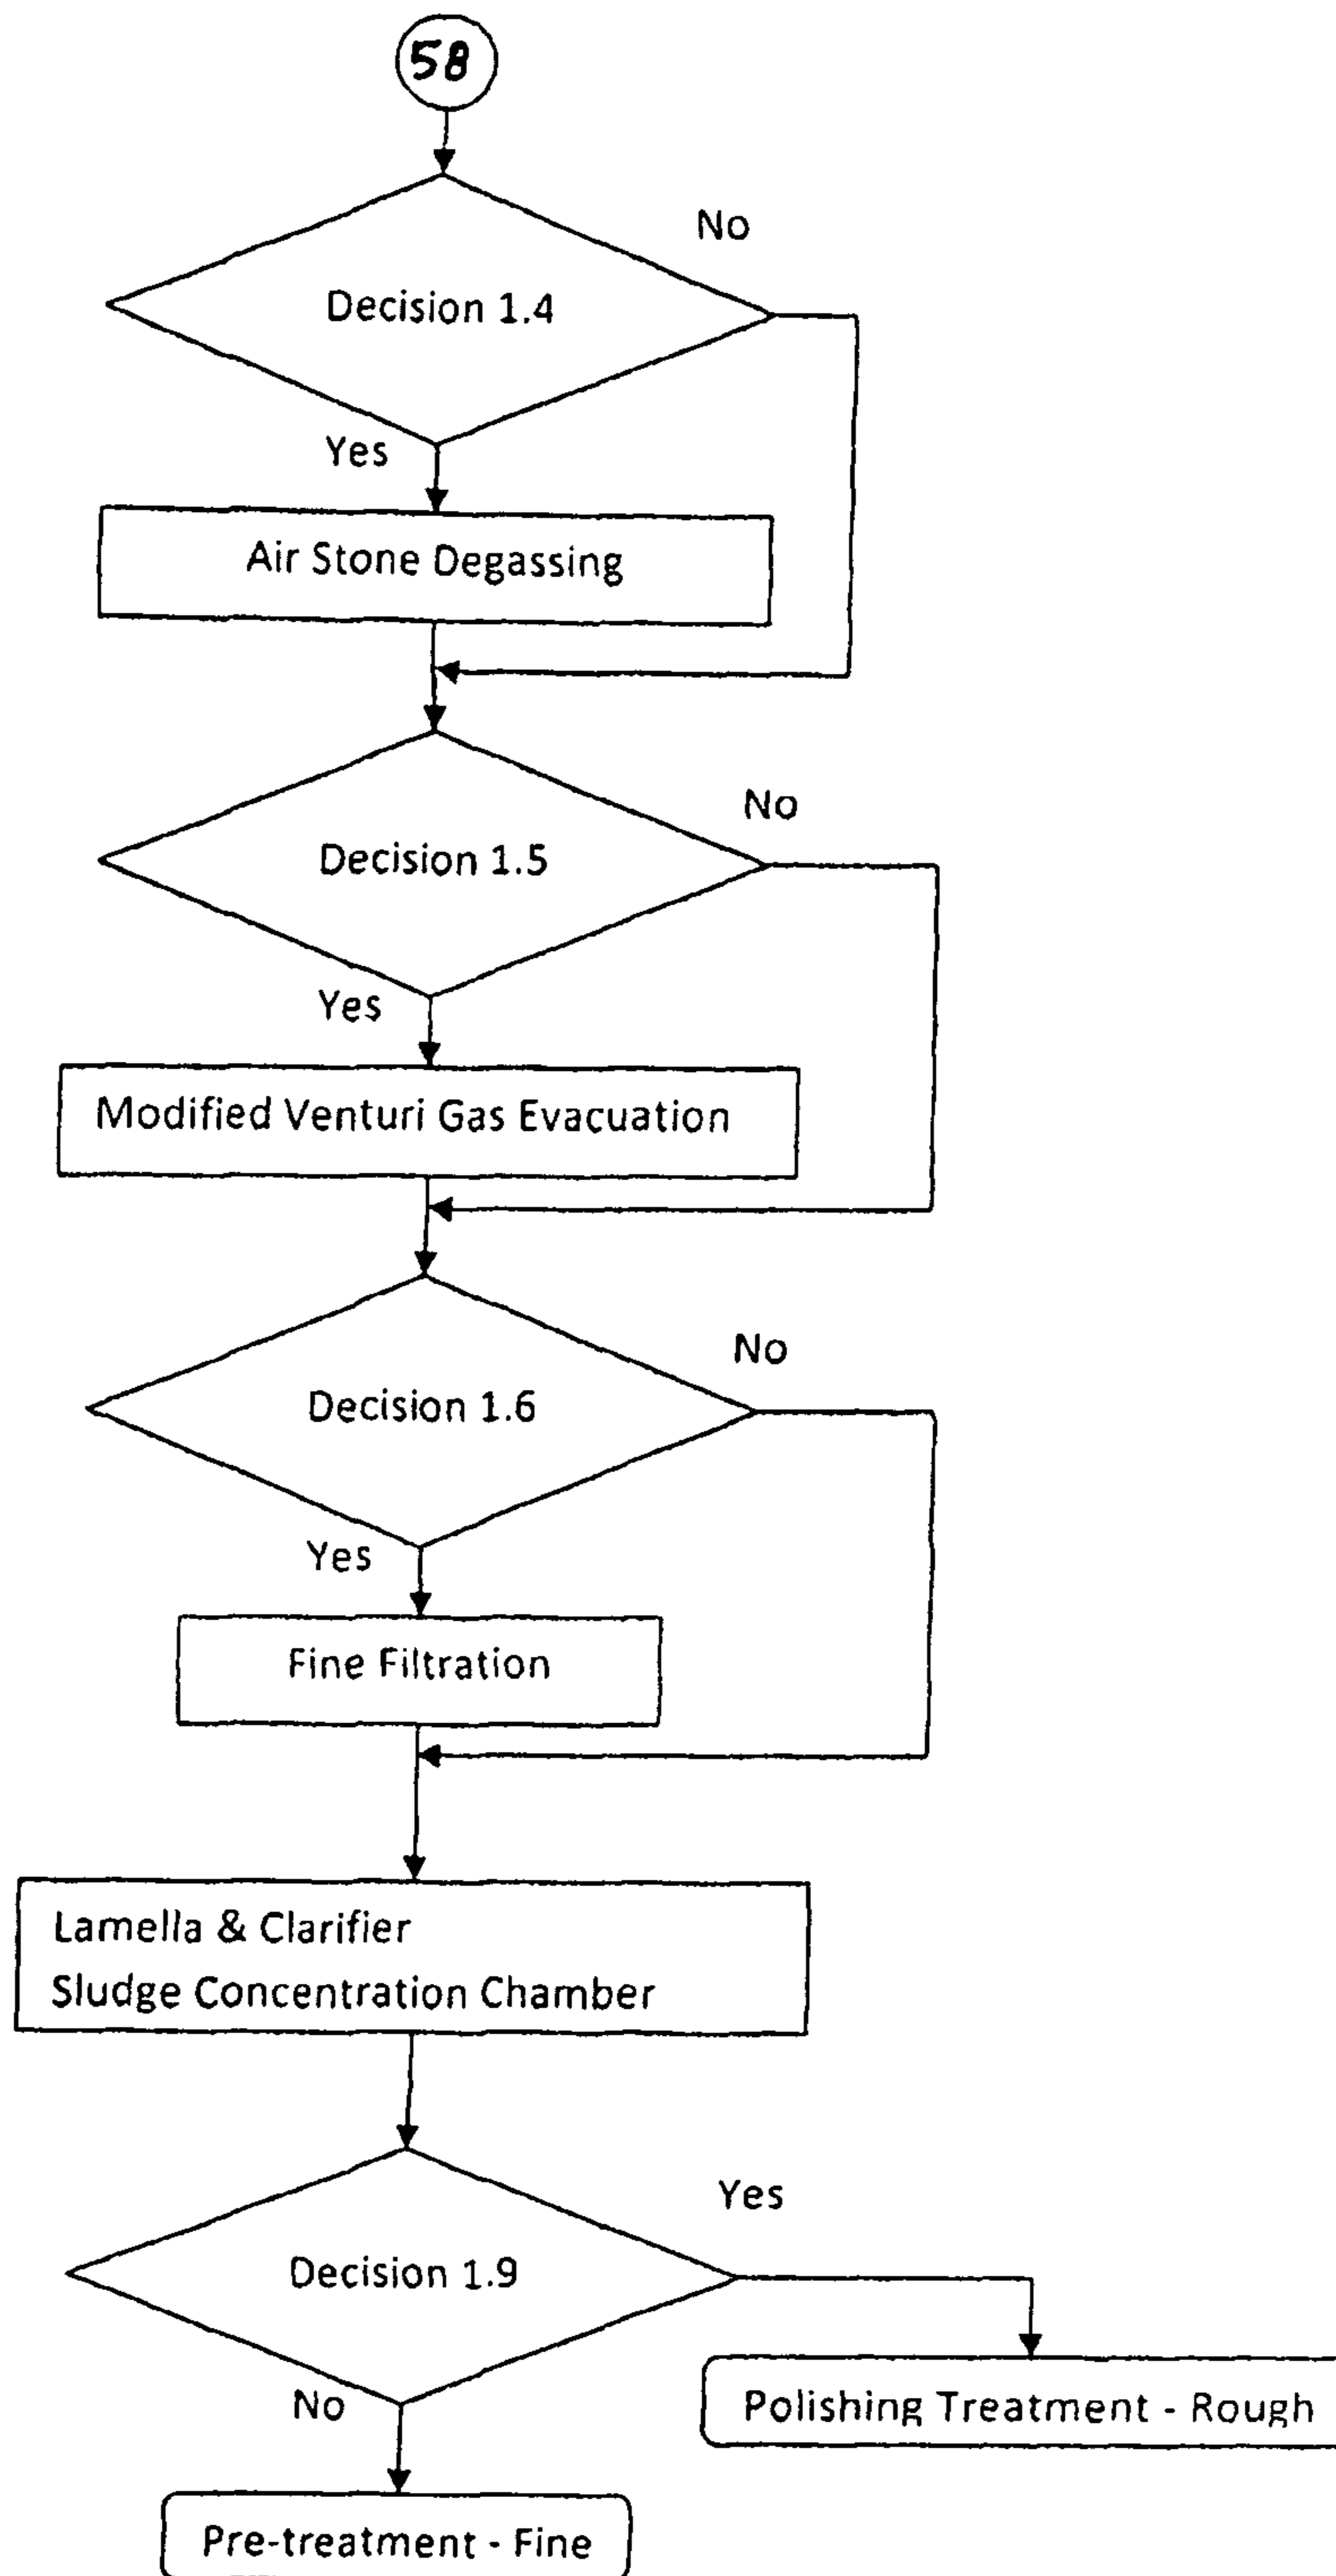 58
No
Decision 1.4
Yes
Air Stone Degassing
No
Decision 1.5
Yes
Modified Venturi Gas Evacuation
No
Decision 1.6
Yes
Fine Filtration
Lamella & Clarifier
Sludge Concentration Chamber
Yes
Decision 1.9
No
Polishing Treatment - Rough
Pre-treatment - Fine